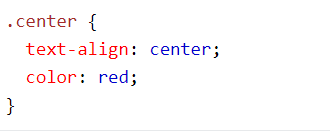 .center {
  text-align: center;
  color: red;
}